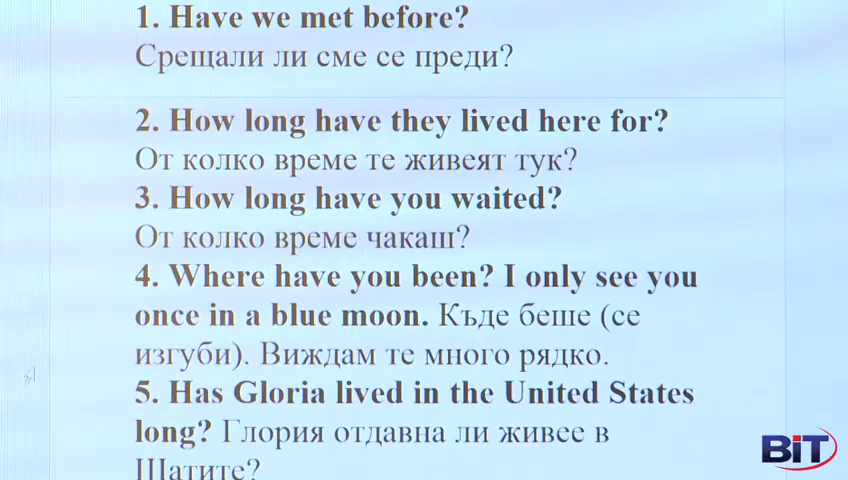 1. Have we met before?
Срещали ли сме се преди?
2. How long have they lived here for?
От колко време те живеят тук?
3. How long have you waited?
От колко време чакаш?
4. Where have you been? I only see you
once in a blue moon. Къде беше (се
изгуби). Виждам те много рядко.
5. Has Gloria lived in the United States
long? Глория отдавна ли живее в
Щатите?
BiT